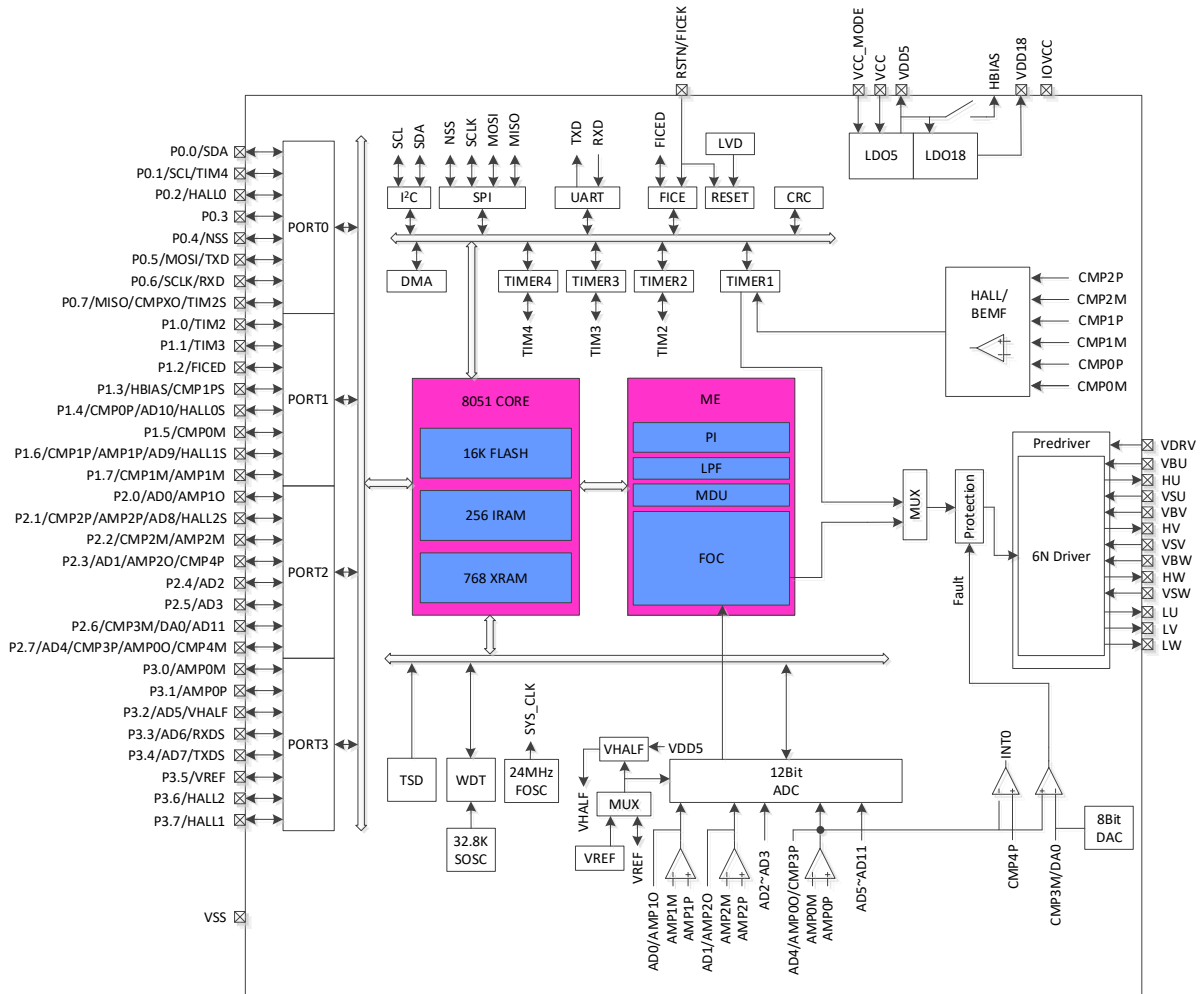 RSTN/FICEK
VCC_MODE
VCC
VDD5
HBIAS
VDD18
IOVCC
LDO5
LDO18
P0.0/SDA
P0.1/SCL/TIM4
P0.2/HALL0
P0.3
P0.4/NSS
P0.5/MOSI/TXD
P0.6/SCLK/RXD
P0.7/MISO/CMPXO/TIM2S
P1.0/TIM2
P1.1/TIM3
P1.2/FICED
P1.3/HBIAS/CMP1PS
P1.4/CMP0P/AD10/HALL0S
P1.5/CMP0M
P1.6/CMP1P/AMP1P/AD9/HALL1S
P1.7/CMP1M/AMP1M
P2.0/AD0/AMP1O
P2.1/CMP2P/AMP2P/AD8/HALL2S
P2.2/CMP2M/AMP2M
P2.3/AD1/AMP2O/CMP4P
P2.4/AD2
P2.5/AD3
P2.6/CMP3M/DA0/AD11
P2.7/AD4/CMP3P/AMP0O/CMP4M
P3.0/AMP0M
P3.1/AMP0P
P3.2/AD5/VHALF
P3.3/AD6/RXDS
P3.4/AD7/TXDS
P3.5/VREF
P3.6/HALL2
P3.7/HALL1
VSS
PORT0
PORT1
PORT2
PORT3
SCL
SDA
NSS
SCLK
MOSI
MISO
TXD
RXD
FICED
LVD
I²C
SPI
UART
FICE
RESET
CRC
DMA
TIMER4
TIMER3
TIMER2
TIMER1
TIM4
TIM3
TIM2
HALL/
BEMF
CMP2P
CMP2M
CMP1P
CMP1M
CMP0P
CMP0M
8051 CORE
16K FLASH
256 IRAM
768 XRAM
ME
PI
LPF
MDU
FOC
MUX
Protection
Fault
Predriver
6N Driver
VDRV
VBU
HU
VSU
VBV
HV
VSV
VBW
HW
VSW
LU
LV
LW
TSD
WDT
32.8K
SOSC
SYS_CLK
24MHz
FOSC
VHALF
VDD5
VHALF
MUX
VREF
VREF
12Bit
ADC
AD0/AMP1O
AMP1M
AMP1P
AD1/AMP2O
AMP2M
AMP2P
AD2~AD3
AD4/AMP0O/CMP3P
AMP0M
AMP0P
AD5~AD11
INT0
CMP4P
CMP3M/DA0
8Bit
DAC